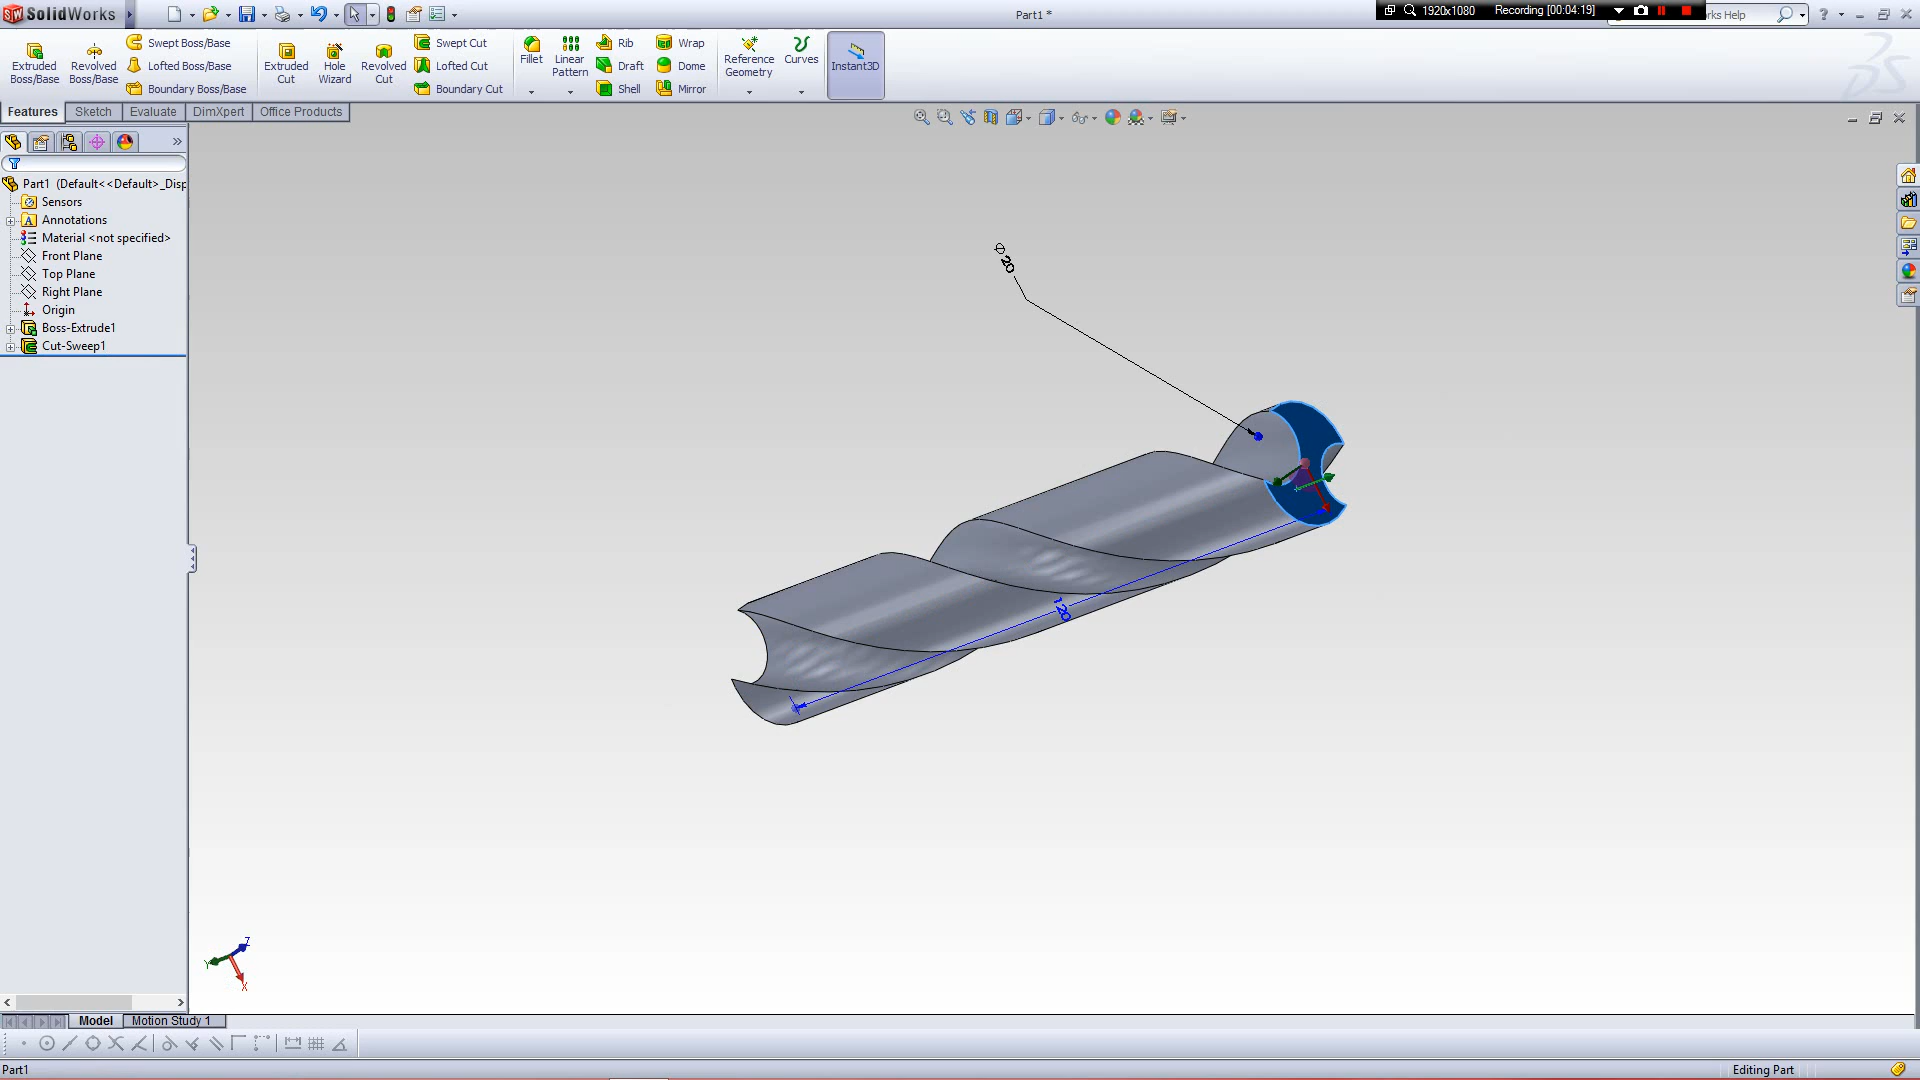 SolidWorks
Part1 *
1920x1080
Recording [00:04:19]
rks Help
Extruded Boss/Base
Revolved Boss/Base
Swept Boss/Base
Lofted Boss/Base
Boundary Boss/Base
Extruded Cut
Hole Wizard
Revolved Cut
Swept Cut
Lofted Cut
Boundary Cut
Fillet
Linear Pattern
Rib
Draft
Shell
Wrap
Dome
Mirror
Reference Geometry
Curves
Instant3D
Features
Sketch
Evaluate
DimXpert
Office Products
Part1 (Default<<Default>_Disp
Sensors
Annotations
Material <not specified>
Front Plane
Top Plane
Right Plane
Origin
Boss-Extrude1
Cut-Sweep1
⌀20
120
Z
Y
X
Model
Motion Study 1
Part1
Editing Part